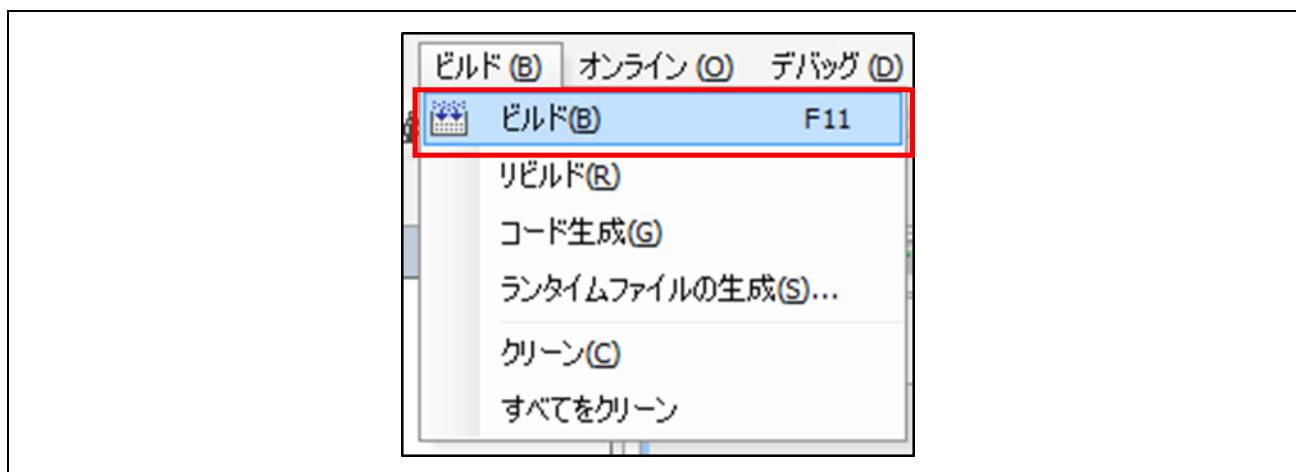 ビルド (B) オンライン (O) デバッグ (D)
ビルド(B) F11
リビルド(R)
コード生成(G)
ランタイムファイルの生成(S)...
クリーン(C)
すべてをクリーン